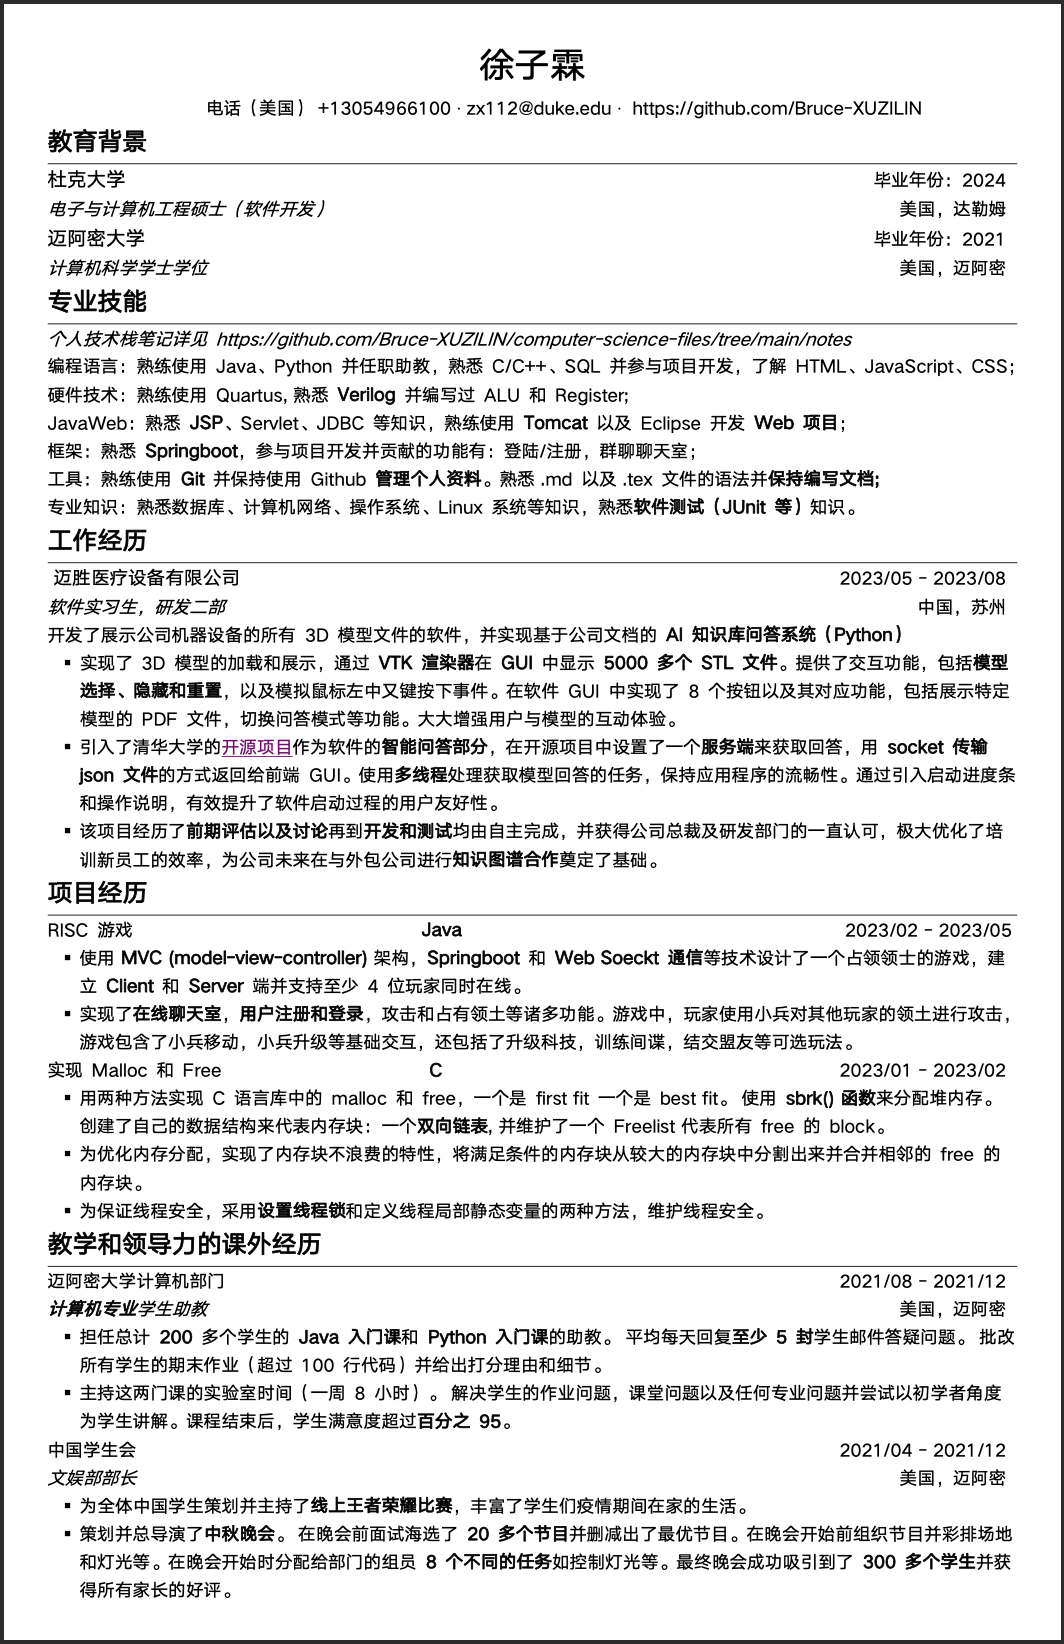 徐子霖
电话（美国） +13054966100 · zx112@duke.edu · https://github.com/Bruce-XUZILIN
教育背景
杜克大学 毕业年份：2024
电子与计算机工程硕士（软件开发） 美国，达勒姆
迈阿密大学 毕业年份：2021
计算机科学学士学位 美国，迈阿密
专业技能
个人技术栈笔记详见 https://github.com/Bruce-XUZILIN/computer-science-files/tree/main/notes
编程语言：熟练使用 Java、Python 并任职助教，熟悉 C/C++、SQL 并参与项目开发，了解 HTML、JavaScript、CSS；
硬件技术：熟练使用 Quartus, 熟悉 Verilog 并编写过 ALU 和 Register;
JavaWeb：熟悉 JSP、Servlet、JDBC 等知识，熟练使用 Tomcat 以及 Eclipse 开发 Web 项目；
框架：熟悉 Springboot，参与项目开发并贡献的功能有：登陆/注册，群聊聊天室；
工具：熟练使用 Git 并保持使用 Github 管理个人资料。熟悉 .md 以及 .tex 文件的语法并保持编写文档;
专业知识：熟悉数据库、计算机网络、操作系统、Linux 系统等知识，熟悉软件测试（JUnit 等）知识。
工作经历
迈胜医疗设备有限公司 2023/05 - 2023/08
软件实习生，研发二部 中国，苏州
开发了展示公司机器设备的所有 3D 模型文件的软件，并实现基于公司文档的 AI 知识库问答系统（Python）
▪ 实现了 3D 模型的加载和展示，通过 VTK 渲染器在 GUI 中显示 5000 多个 STL 文件。提供了交互功能，包括模型
选择、隐藏和重置，以及模拟鼠标左中又键按下事件。在软件 GUI 中实现了 8 个按钮以及其对应功能，包括展示特定
模型的 PDF 文件，切换问答模式等功能。大大增强用户与模型的互动体验。
▪ 引入了清华大学的开源项目作为软件的智能问答部分，在开源项目中设置了一个服务端来获取回答，用 socket 传输
json 文件的方式返回给前端 GUI。使用多线程处理获取模型回答的任务，保持应用程序的流畅性。通过引入启动进度条
和操作说明，有效提升了软件启动过程的用户友好性。
▪ 该项目经历了前期评估以及讨论再到开发和测试均由自主完成，并获得公司总裁及研发部门的一直认可，极大优化了培
训新员工的效率，为公司未来在与外包公司进行知识图谱合作奠定了基础。
项目经历
RISC 游戏 Java 2023/02 - 2023/05
▪ 使用 MVC (model-view-controller) 架构，Springboot 和 Web Soeckt 通信等技术设计了一个占领领士的游戏，建
立 Client 和 Server 端并支持至少 4 位玩家同时在线。
▪ 实现了在线聊天室，用户注册和登录，攻击和占有领土等诸多功能。游戏中，玩家使用小兵对其他玩家的领土进行攻击，
游戏包含了小兵移动，小兵升级等基础交互，还包括了升级科技，训练间谍，结交盟友等可选玩法。
实现 Malloc 和 Free C 2023/01 - 2023/02
▪ 用两种方法实现 C 语言库中的 malloc 和 free，一个是 first fit 一个是 best fit。 使用 sbrk() 函数来分配堆内存。
创建了自己的数据结构来代表内存块：一个双向链表, 并维护了一个 Freelist 代表所有 free 的 block。
▪ 为优化内存分配，实现了内存块不浪费的特性，将满足条件的内存块从较大的内存块中分割出来并合并相邻的 free 的
内存块。
▪ 为保证线程安全，采用设置线程锁和定义线程局部静态变量的两种方法，维护线程安全。
教学和领导力的课外经历
迈阿密大学计算机部门 2021/08 - 2021/12
计算机专业学生助教 美国，迈阿密
▪ 担任总计 200 多个学生的 Java 入门课和 Python 入门课的助教。 平均每天回复至少 5 封学生邮件答疑问题。 批改
所有学生的期末作业（超过 100 行代码）并给出打分理由和细节。
▪ 主持这两门课的实验室时间（一周 8 小时）。 解决学生的作业问题，课堂问题以及任何专业问题并尝试以初学者角度
为学生讲解。课程结束后，学生满意度超过百分之 95。
中国学生会 2021/04 - 2021/12
文娱部部长 美国，迈阿密
▪ 为全体中国学生策划并主持了线上王者荣耀比赛，丰富了学生们疫情期间在家的生活。
▪ 策划并总导演了中秋晚会。 在晚会前面试海选了 20 多个节目并删减出了最优节目。在晚会开始前组织节目并彩排场地
和灯光等。在晚会开始时分配给部门的组员 8 个不同的任务如控制灯光等。最终晚会成功吸引到了 300 多个学生并获
得所有家长的好评。